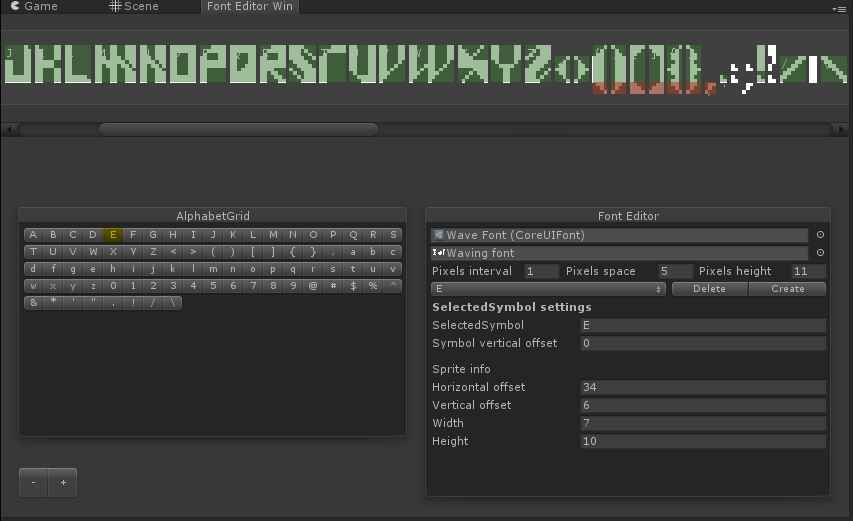 Game Scene Font Editor Win
J K L M N O P Q R S T U V W X Y Z < > ( ) [ ] { } , . : ; ! / \
AlphabetGrid
A B C D E F G H I J K L M N O P Q R S
T U V W X Y Z < > ( ) [ ] { } , a b c
d f g e h i j k l m n o p q r s t u v
w x y z 0 1 2 3 4 5 6 7 8 9 @ # $ % ^
& * ' " . ! / \
- +
Font Editor
Wave Font (CoreUIFont)
Waving font
Pixels interval 1 Pixels space 5 Pixels height 11
E Delete Create
SelectedSymbol settings
SelectedSymbol E
Symbol vertical offset 0
Sprite info
Horizontal offset 34
Vertical offset 6
Width 7
Height 10